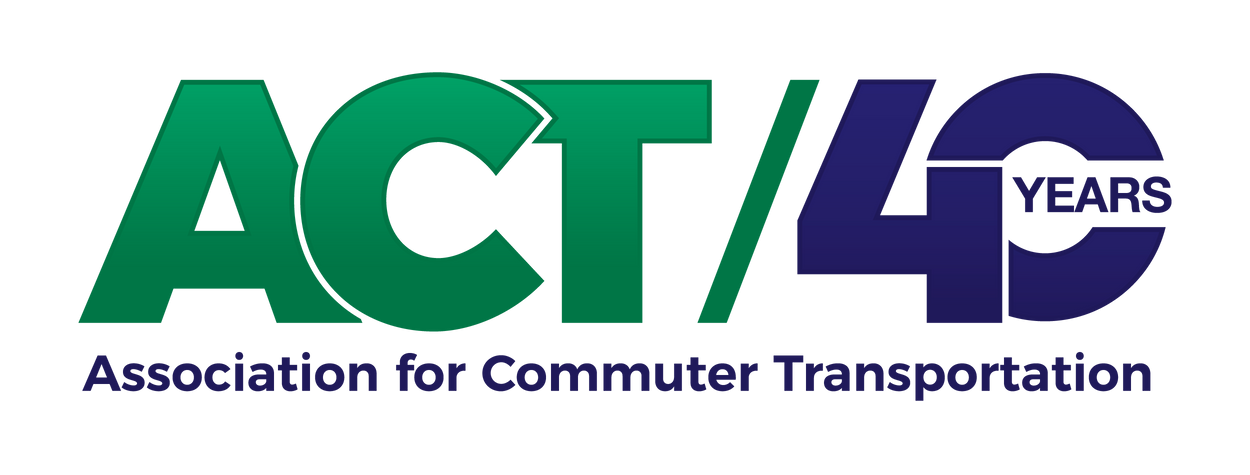 ACT/40
YEARS
Association for Commuter Transportation